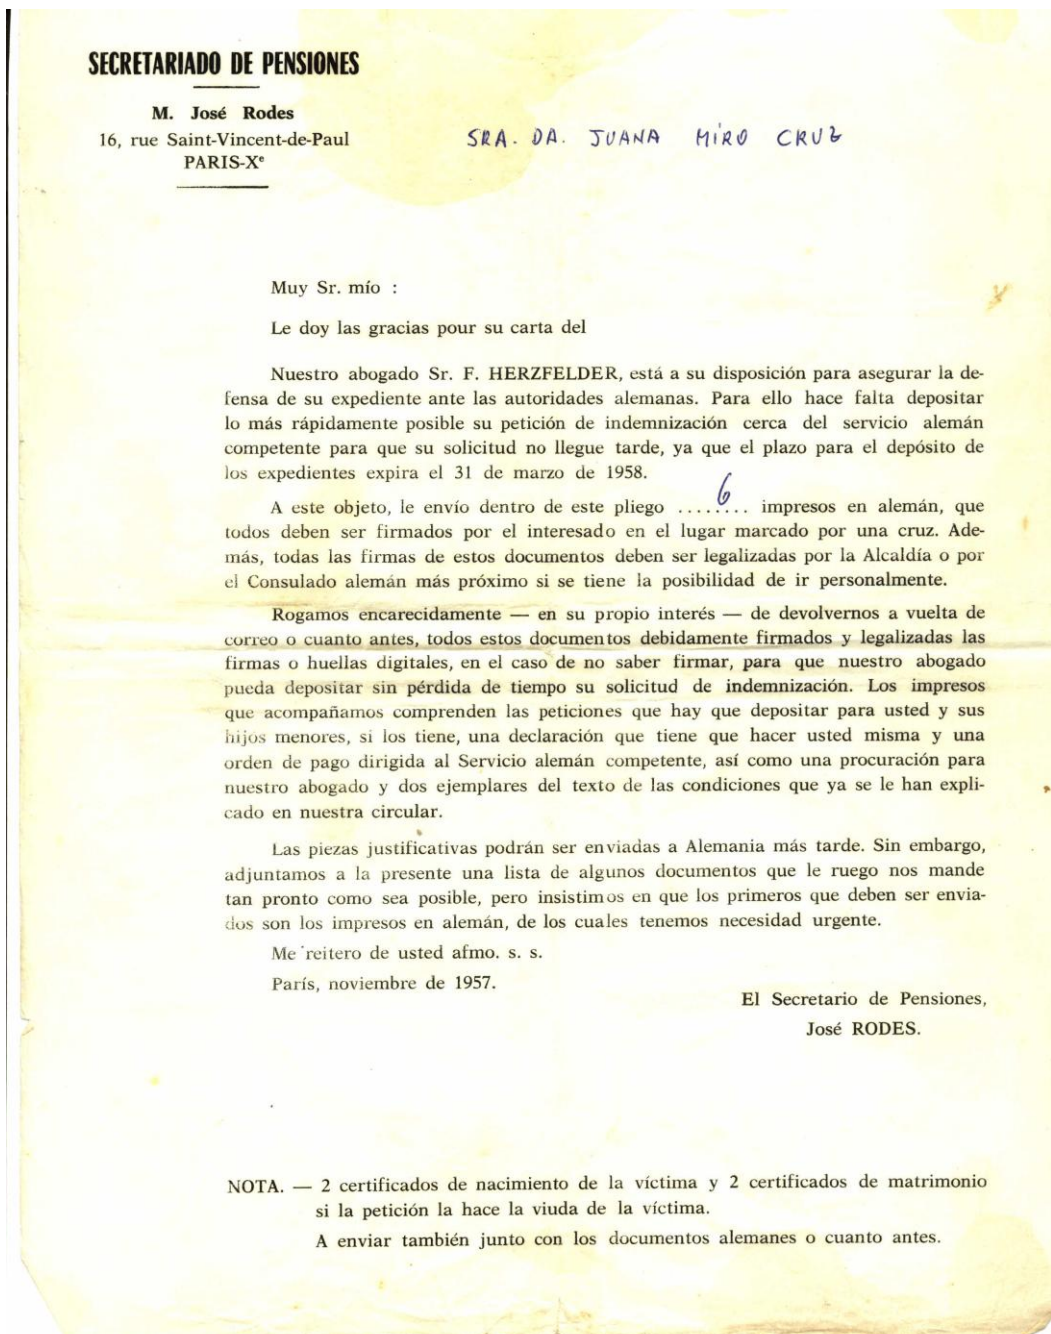 SECRETARIADO DE PENSIONES
M. José Rodes
16, rue Saint-Vincent-de-Paul
PARIS-Xe
SRA. DA. JUANA MIRO CRUZ
Muy Sr. mío :
Le doy las gracias pour su carta del
Nuestro abogado Sr. F. HERZFELDER, está a su disposición para asegurar la de-
fensa de su expediente ante las autoridades alemanas. Para ello hace falta depositar
lo más rápidamente posible su petición de indemnización cerca del servicio alemán
competente para que su solicitud no llegue tarde, ya que el plazo para el depósito de
los expedientes expira el 31 de marzo de 1958.
A este objeto, le envío dentro de este pliego ....6.... impresos en alemán, que
todos deben ser firmados por el interesado en el lugar marcado por una cruz. Ade-
más, todas las firmas de estos documentos deben ser legalizadas por la Alcaldía o por
el Consulado alemán más próximo si se tiene la posibilidad de ir personalmente.
Rogamos encarecidamente — en su propio interés — de devolvernos a vuelta de
correo o cuanto antes, todos estos documentos debidamente firmados y legalizadas las
firmas o huellas digitales, en el caso de no saber firmar, para que nuestro abogado
pueda depositar sin pérdida de tiempo su solicitud de indemnización. Los impresos
que acompañamos comprenden las peticiones que hay que depositar para usted y sus
hijos menores, si los tiene, una declaración que tiene que hacer usted misma y una
orden de pago dirigida al Servicio alemán competente, así como una procuración para
nuestro abogado y dos ejemplares del texto de las condiciones que ya se le han expli-
cado en nuestra circular.
Las piezas justificativas podrán ser enviadas a Alemania más tarde. Sin embargo,
adjuntamos a la presente una lista de algunos documentos que le ruego nos mande
tan pronto como sea posible, pero insistimos en que los primeros que deben ser envia-
dos son los impresos en alemán, de los cuales tenemos necesidad urgente.
Me reitero de usted afmo. s. s.
París, noviembre de 1957.
El Secretario de Pensiones,
José RODES.
NOTA. — 2 certificados de nacimiento de la víctima y 2 certificados de matrimonio
si la petición la hace la viuda de la víctima.
A enviar también junto con los documentos alemanes o cuanto antes.